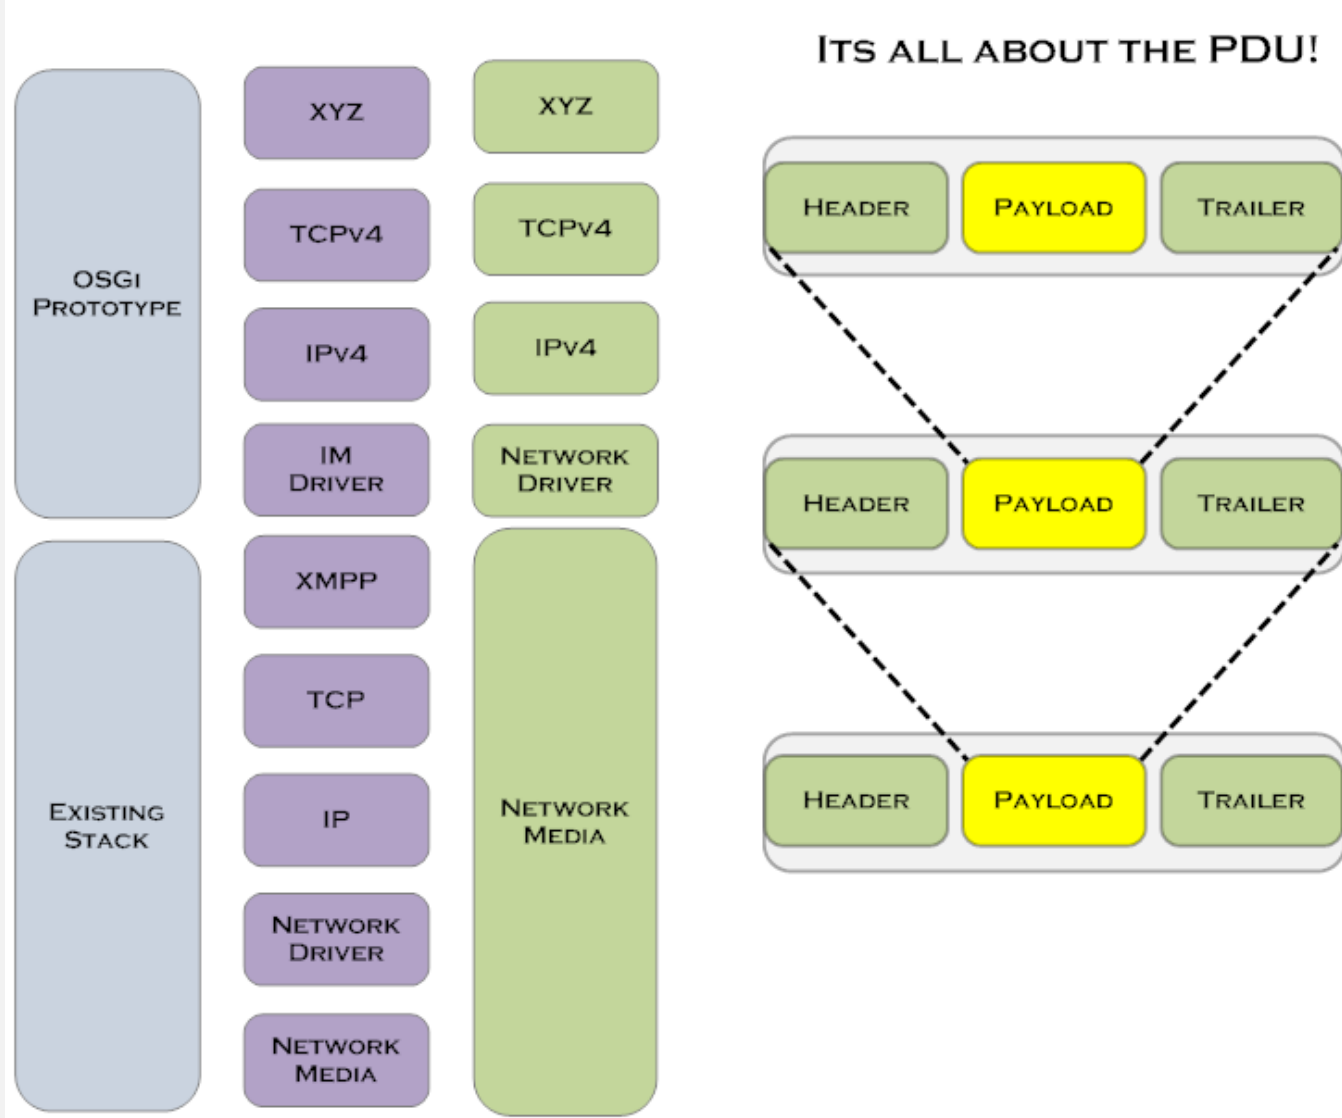 ITS ALL ABOUT THE PDU!
OSGI
PROTOTYPE
EXISTING
STACK
XYZ
TCPV4
IPV4
IM
DRIVER
XMPP
TCP
IP
NETWORK
DRIVER
NETWORK
MEDIA
XYZ
TCPV4
IPV4
NETWORK
DRIVER
NETWORK
MEDIA
HEADER PAYLOAD TRAILER
HEADER PAYLOAD TRAILER
HEADER PAYLOAD TRAILER